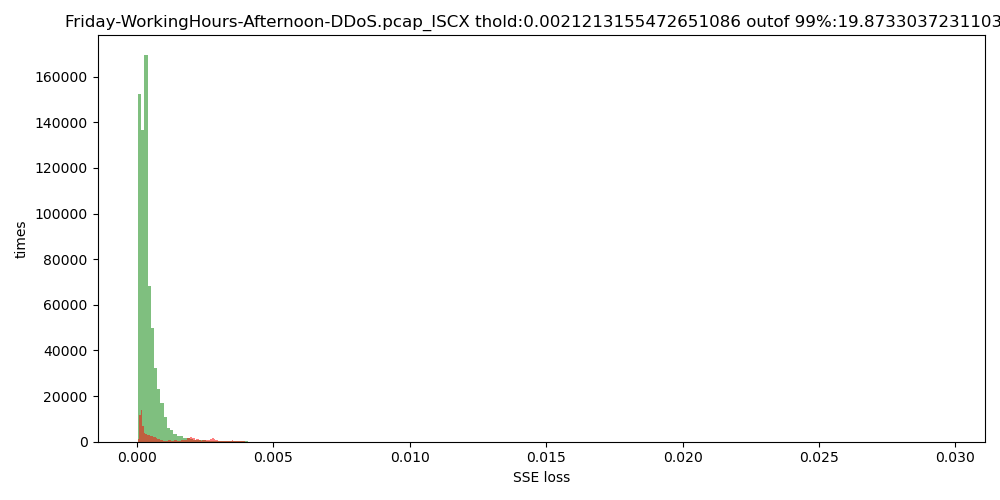 Friday-WorkingHours-Afternoon-DDoS.pcap_ISCX thold:0.0021213155472651086 outof 99%:19.8733037231103
160000
140000
120000
100000
80000
60000
40000
20000
0
times
0.000 0.005 0.010 0.015 0.020 0.025 0.030
SSE loss